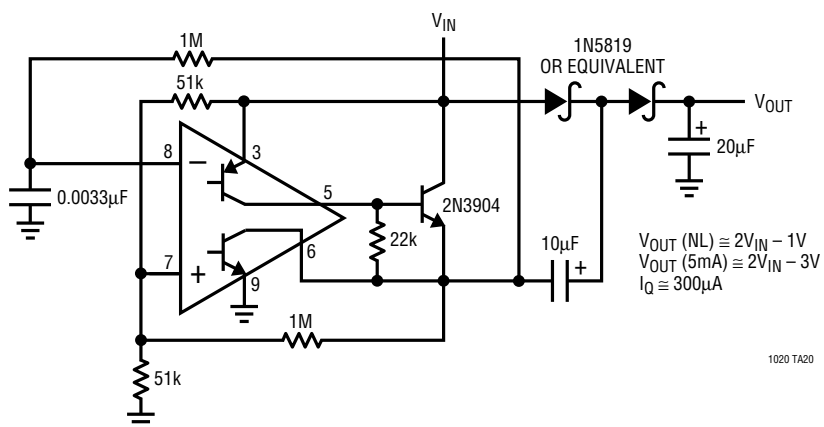 V_IN
1M
1N5819
OR EQUIVALENT
51k
V_OUT
3
8
–
+
20μF
0.0033μF
5
2N3904
6
22k
10μF
+
7
+
9
V_OUT (NL) ≅ 2V_IN – 1V
V_OUT (5mA) ≅ 2V_IN – 3V
I_Q ≅ 300μA
1M
1020 TA20
51k